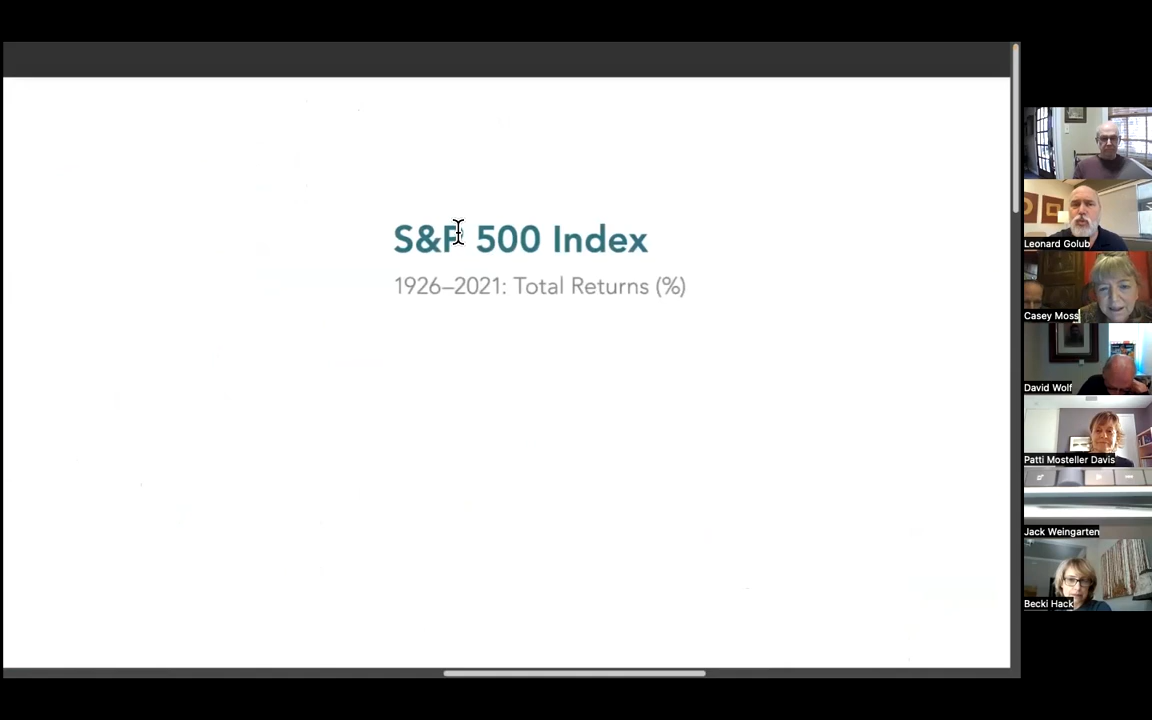 S&P 500 Index
1926–2021: Total Returns (%)
Leonard Golub
Casey Moss
David Wolf
Patti Mosteller Davis
Jack Weingarten
Becki Hack